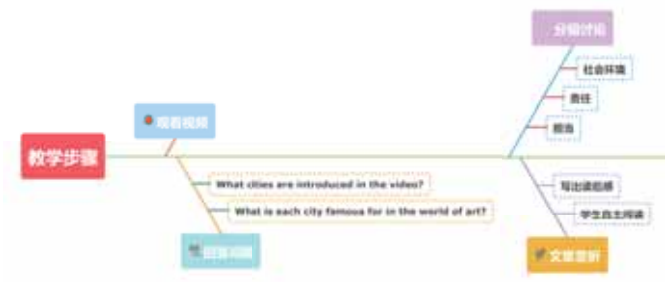 分组讨论
社会环境
责任
担当
观看视频
教学步骤
What cities are introduced in the video?
What is each city famous for in the world of art?
回答问题
写出读后感
学生自主阅读
文章赏析